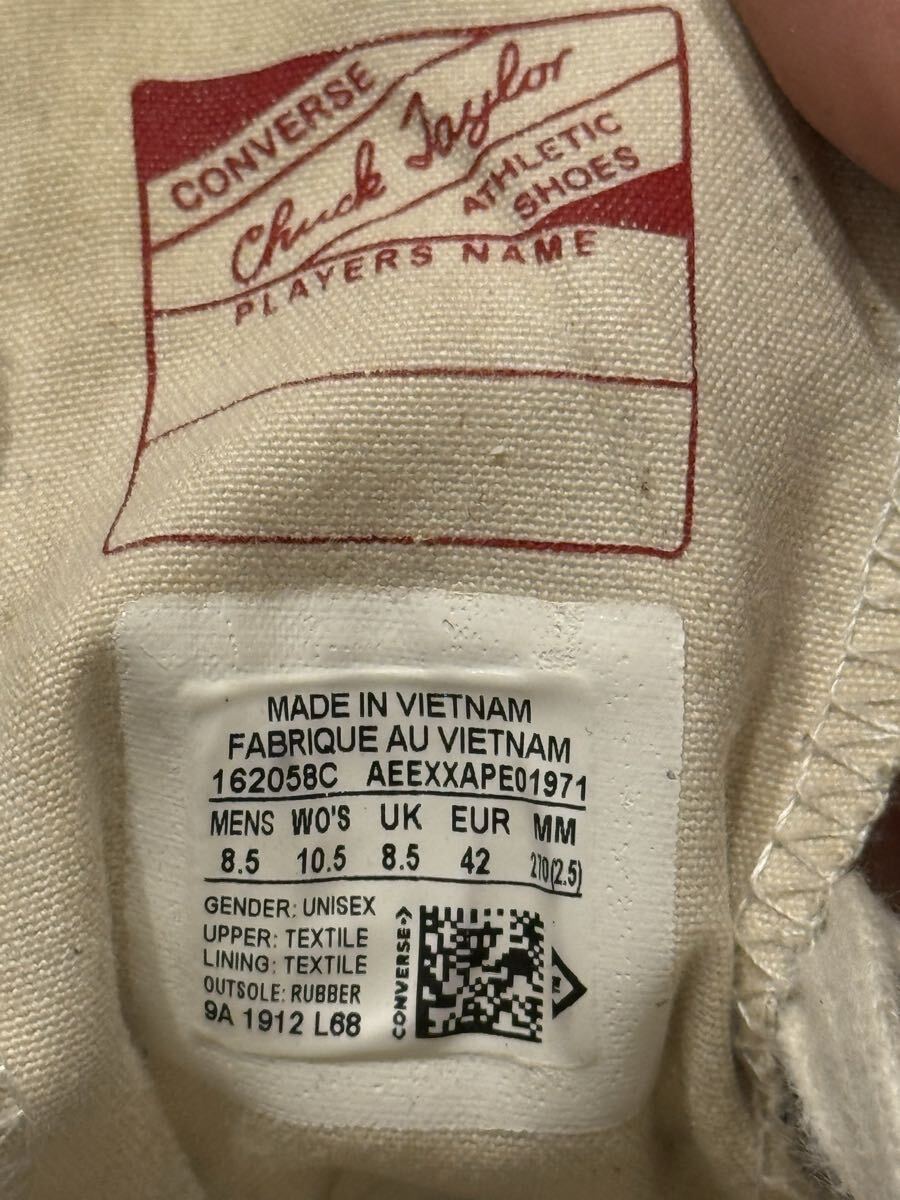 CONVERSE
Chuck Taylor
ATHLETIC
SHOES
PLAYERS NAME
MADE IN VIETNAM
FABRIQUE AU VIETNAM
162058C AEEXXAPE01971
MENS WO'S UK EUR MM
8.5 10.5 8.5 42 270(2.5)
GENDER: UNISEX
UPPER: TEXTILE
LINING: TEXTILE
OUTSOLE: RUBBER
9A 1912 L68
CONVERSE